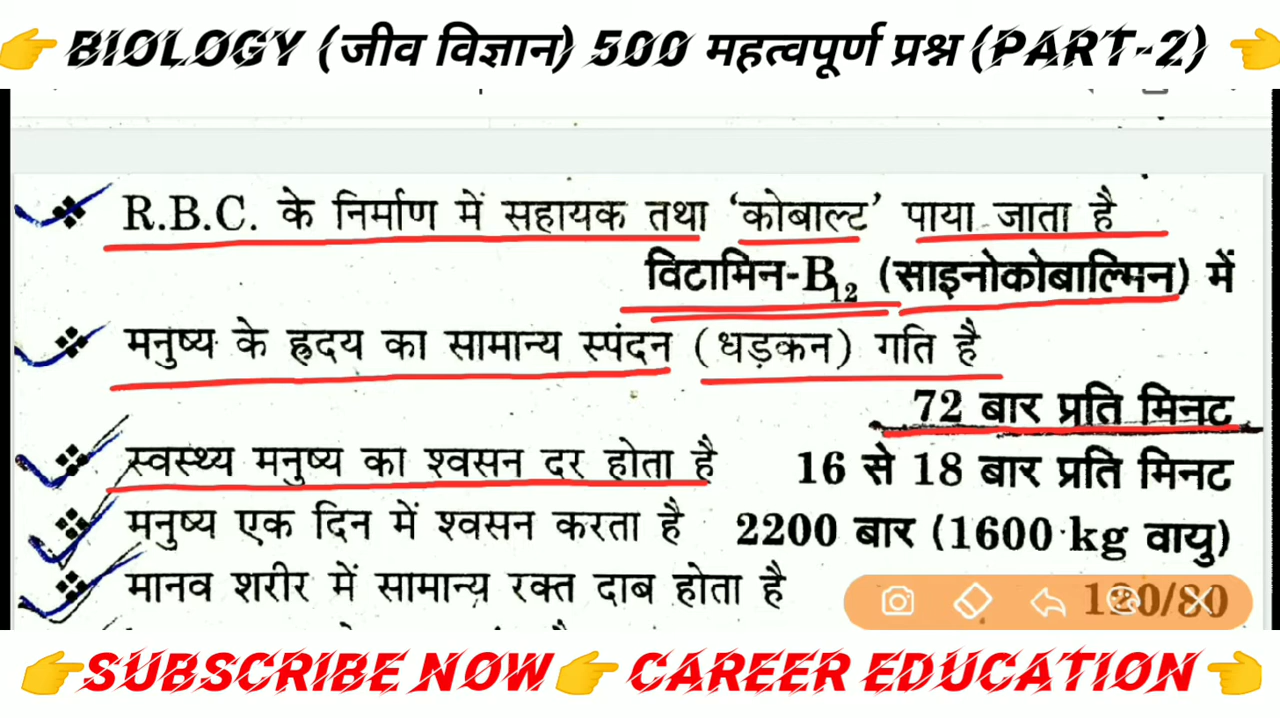 BIOLOGY (जीव विज्ञान) 500 महत्वपूर्ण प्रश्न (PART-2)
R.B.C. के निर्माण में सहायक तथा ‘कोबाल्ट’ पाया जाता है
विटामिन-B12 (साइनोकोबाल्मिन) में
मनुष्य के हृदय का सामान्य स्पंदन (धड़कन) गति है
72 बार प्रति मिनट
स्वस्थ्य मनुष्य का श्वसन दर होता है 16 से 18 बार प्रति मिनट
मनुष्य एक दिन में श्वसन करता है 2200 बार (1600 kg वायु)
मानव शरीर में सामान्य रक्त दाब होता है 120/80
SUBSCRIBE NOW CAREER EDUCATION